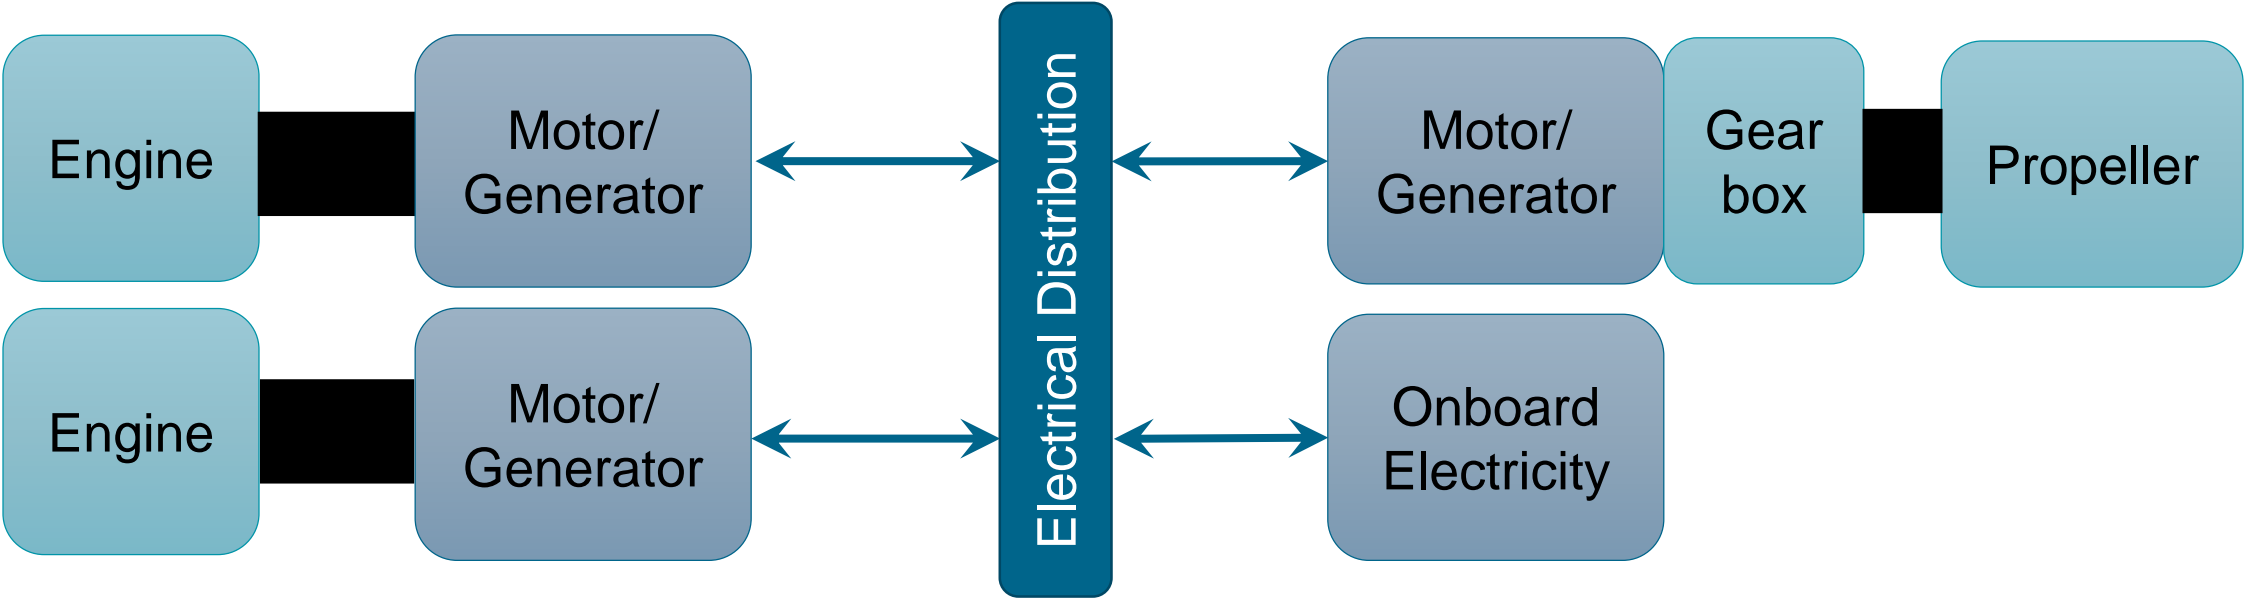 Engine
Motor/
Generator
Electrical Distribution
Motor/
Generator
Gear
box
Propeller
Engine
Motor/
Generator
Onboard
Electricity